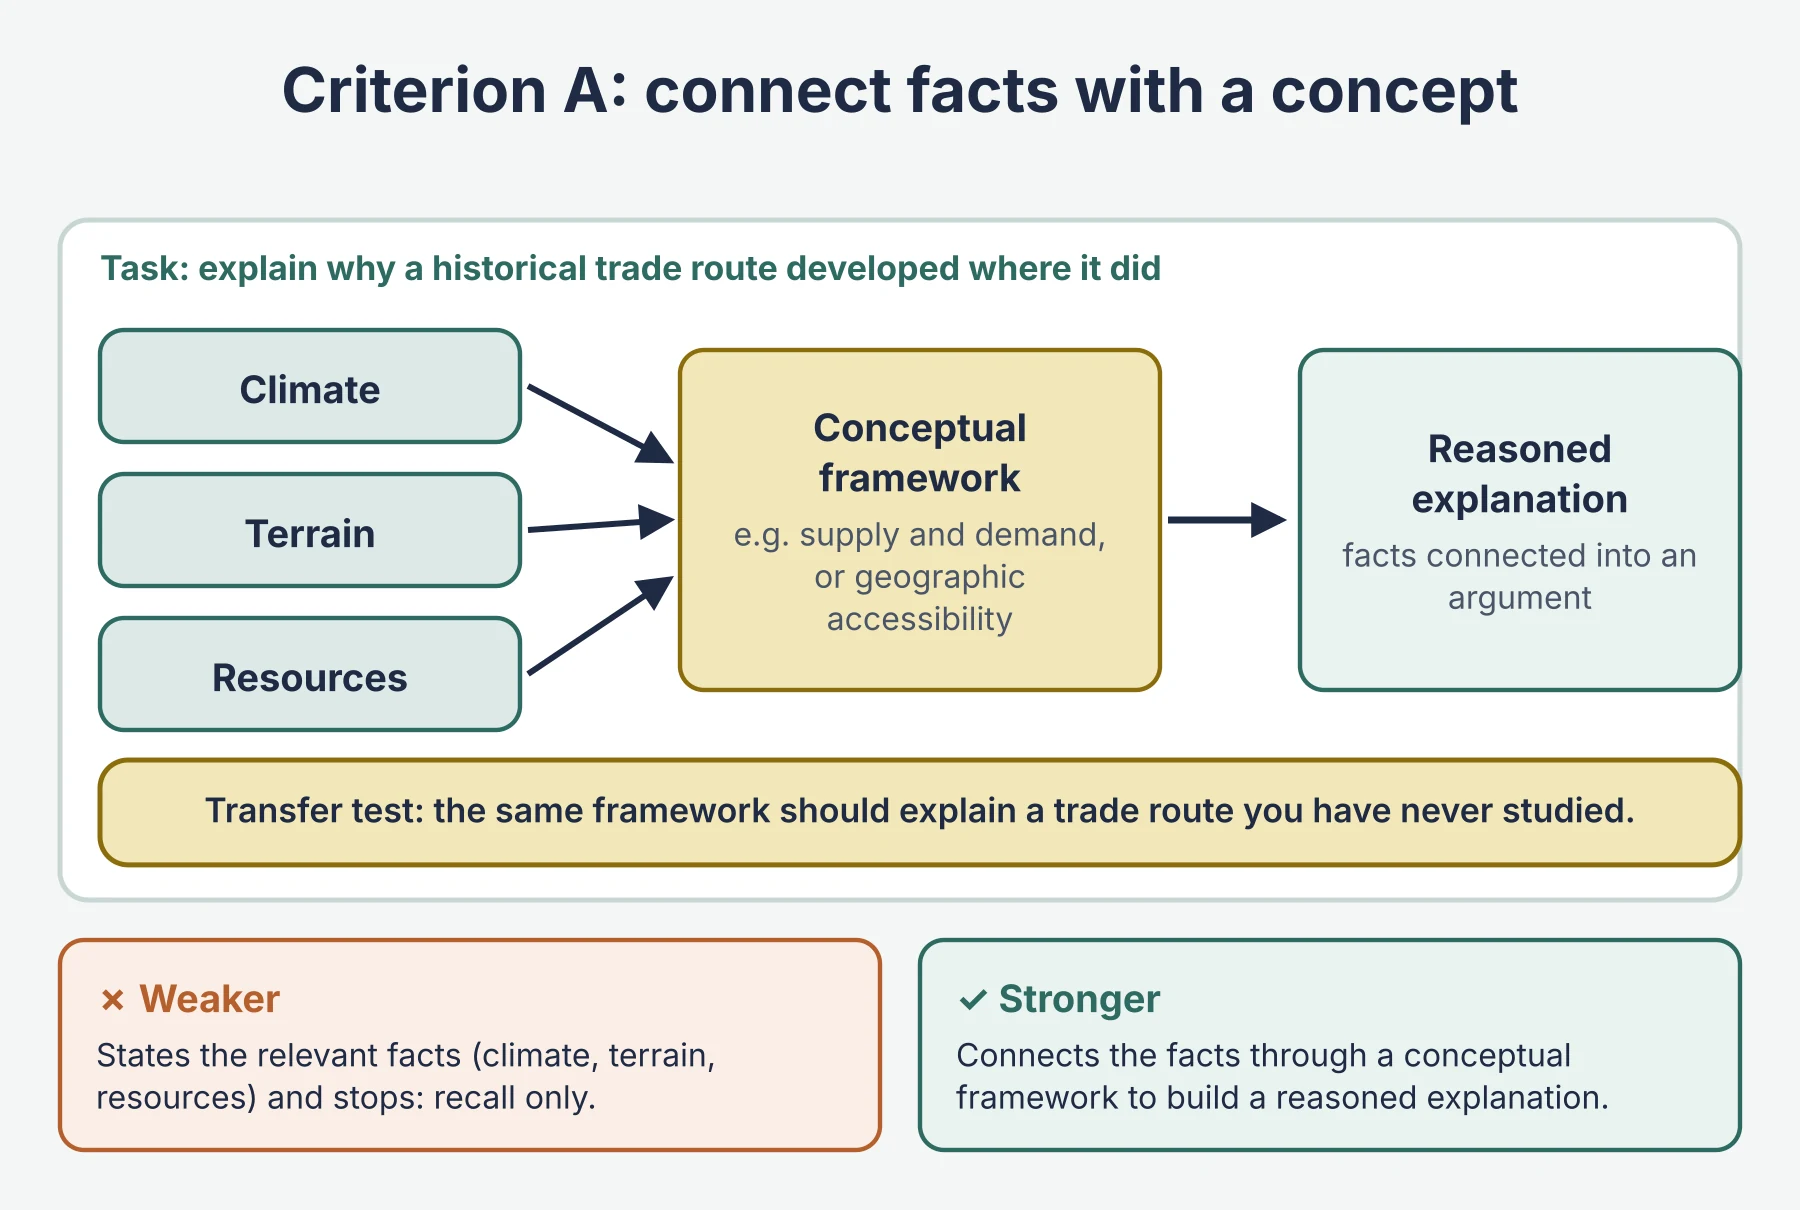 Criterion A: connect facts with a concept
Task: explain why a historical trade route developed where it did
Climate
Terrain
Resources
Conceptual
framework
e.g. supply and demand,
or geographic
accessibility
Reasoned
explanation
facts connected into an
argument
Transfer test: the same framework should explain a trade route you have never studied.
× Weaker
States the relevant facts (climate, terrain,
resources) and stops: recall only.
✓ Stronger
Connects the facts through a conceptual
framework to build a reasoned explanation.